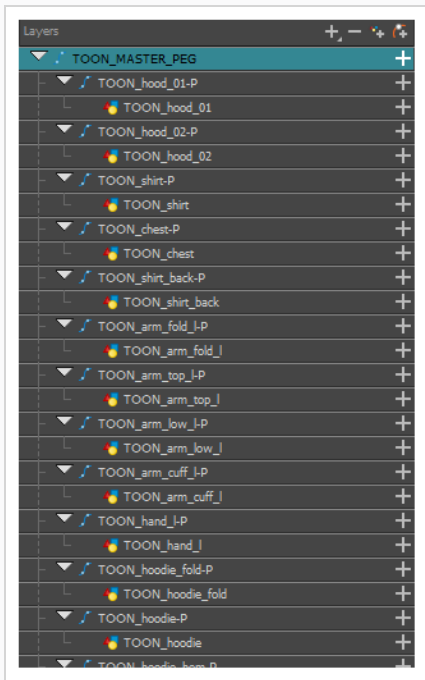 Layers
TOON_MASTER_PEG
TOON_hood_01-P
TOON_hood_01
TOON_hood_02-P
TOON_hood_02
TOON_shirt-P
TOON_shirt
TOON_chest-P
TOON_chest
TOON_shirt_back-P
TOON_shirt_back
TOON_arm_fold_l-P
TOON_arm_fold_l
TOON_arm_top_l-P
TOON_arm_top_l
TOON_arm_low_l-P
TOON_arm_low_l
TOON_arm_cuff_l-P
TOON_arm_cuff_l
TOON_hand_l-P
TOON_hand_l
TOON_hoodie_fold-P
TOON_hoodie_fold
TOON_hoodie-P
TOON_hoodie
TOON_hoodie_hem-P